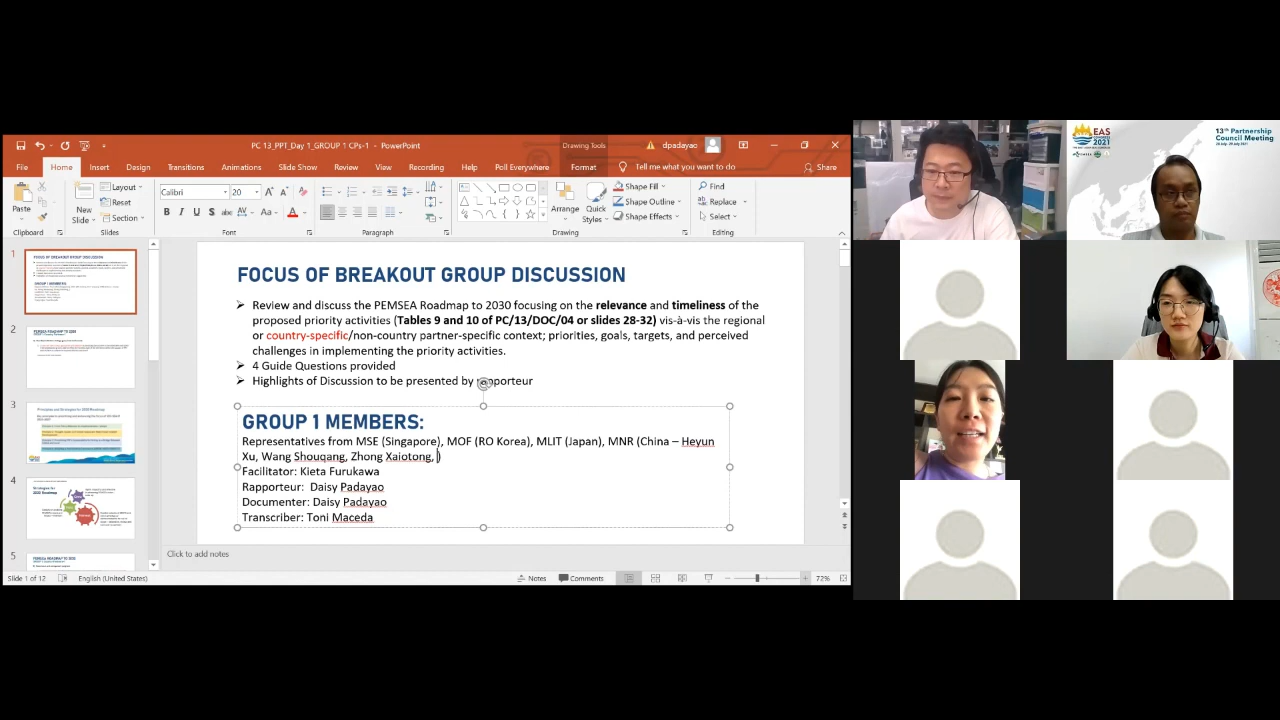 PC 13_PPT_Day 1_GROUP 1 CPs-1 - PowerPoint
Drawing Tools
dpadayao
File
Home
Insert
Design
Transitions
Animations
Slide Show
Review
View
Recording
Help
Poll Everywhere
Format
Tell me what you want to do
Share
Paste
New
Slide
Layout
Reset
Section
Calibri
20
Arrange
Quick
Styles
Shape Fill
Shape Outline
Shape Effects
Find
Replace
Select
Clipboard
Slides
Font
Paragraph
Drawing
Editing
1
2
3
4
5
FOCUS OF BREAKOUT GROUP DISCUSSION
Review and discuss the PEMSEA Roadmap to 2030 focusing on the relevance and timeliness of the
proposed priority activities (Tables 9 and 10 of PC/13/DOC/04 or slides 28-32) vis-à-vis the regional
or country-specific/non-country partner-specific context; priorities, goals, targets, and perceived
challenges in implementing the priority activities.
4 Guide Questions provided
Highlights of Discussion to be presented by rapporteur
GROUP 1 MEMBERS:
Representatives from MSE (Singapore), MOF (RO Korea), MLIT (Japan), MNR (China – Heyun
Xu, Wang Shouqang, Zhong Xaiotong, )
Facilitator: Kieta Furukawa
Rapporteur: Daisy Padayao
Documenter: Daisy Padayao
Transcriber: Toni Maceda
Click to add notes
Slide 1 of 12
English (United States)
Notes
Comments
72%
EAS
CONGRESS
2021
13th Partnership
Council Meeting